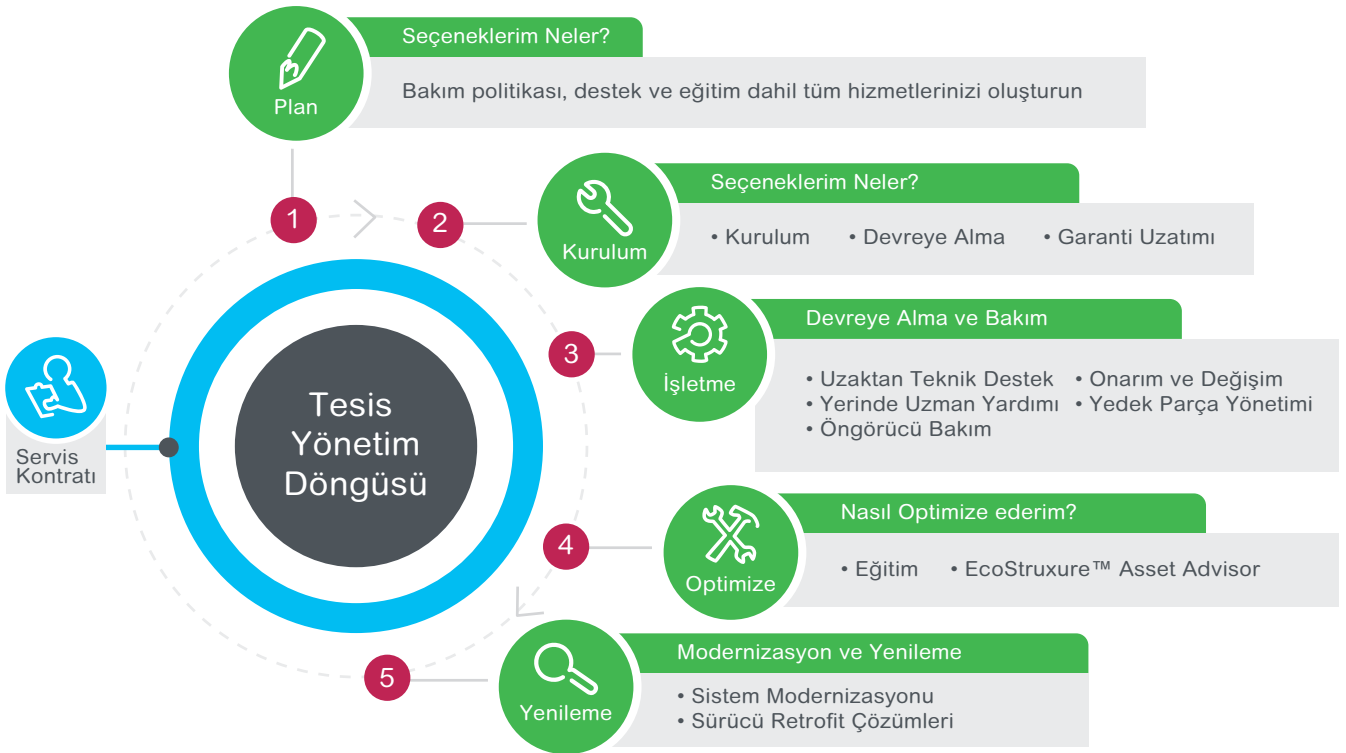 Seçeneklerim Neler?
Plan
Bakım politikası, destek ve eğitim dahil tüm hizmetlerinizi oluşturun
1
2
Seçeneklerim Neler?
Kurulum
• Kurulum • Devreye Alma • Garanti Uzatımı
3
Devreye Alma ve Bakım
İşletme
• Uzaktan Teknik Destek • Onarım ve Değişim
• Yerinde Uzman Yardımı • Yedek Parça Yönetimi
• Öngörücü Bakım
Tesis
Yönetim
Döngüsü
Servis
Kontratı
4
Nasıl Optimize ederim?
Optimize
• Eğitim • EcoStruxure™ Asset Advisor
5
Modernizasyon ve Yenileme
Yenileme
• Sistem Modernizasyonu
• Sürücü Retrofit Çözümleri